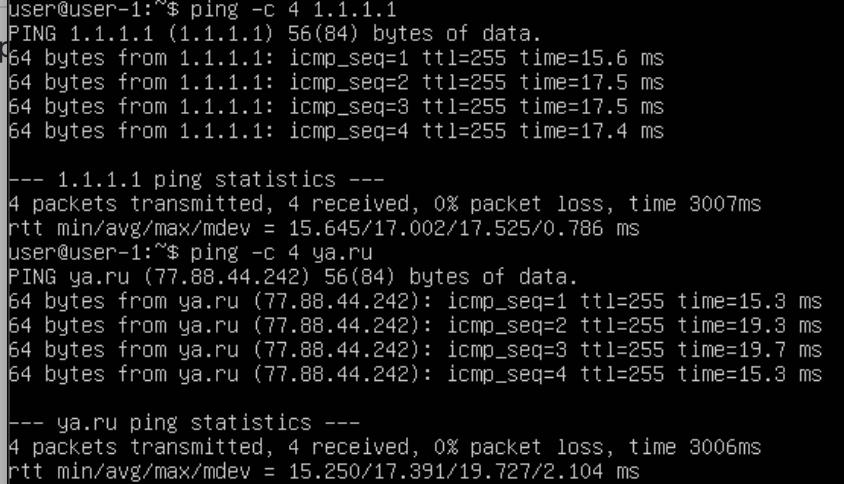 user@user-1:~$ ping -c 4 1.1.1.1
PING 1.1.1.1 (1.1.1.1) 56(84) bytes of data.
64 bytes from 1.1.1.1: icmp_seq=1 ttl=255 time=15.6 ms
64 bytes from 1.1.1.1: icmp_seq=2 ttl=255 time=17.5 ms
64 bytes from 1.1.1.1: icmp_seq=3 ttl=255 time=17.5 ms
64 bytes from 1.1.1.1: icmp_seq=4 ttl=255 time=17.4 ms

--- 1.1.1.1 ping statistics ---
4 packets transmitted, 4 received, 0% packet loss, time 3007ms
rtt min/avg/max/mdev = 15.645/17.002/17.525/0.786 ms
user@user-1:~$ ping -c 4 ya.ru
PING ya.ru (77.88.44.242) 56(84) bytes of data.
64 bytes from ya.ru (77.88.44.242): icmp_seq=1 ttl=255 time=15.3 ms
64 bytes from ya.ru (77.88.44.242): icmp_seq=2 ttl=255 time=19.3 ms
64 bytes from ya.ru (77.88.44.242): icmp_seq=3 ttl=255 time=19.7 ms
64 bytes from ya.ru (77.88.44.242): icmp_seq=4 ttl=255 time=15.3 ms

--- ya.ru ping statistics ---
4 packets transmitted, 4 received, 0% packet loss, time 3006ms
rtt min/avg/max/mdev = 15.250/17.391/19.727/2.104 ms